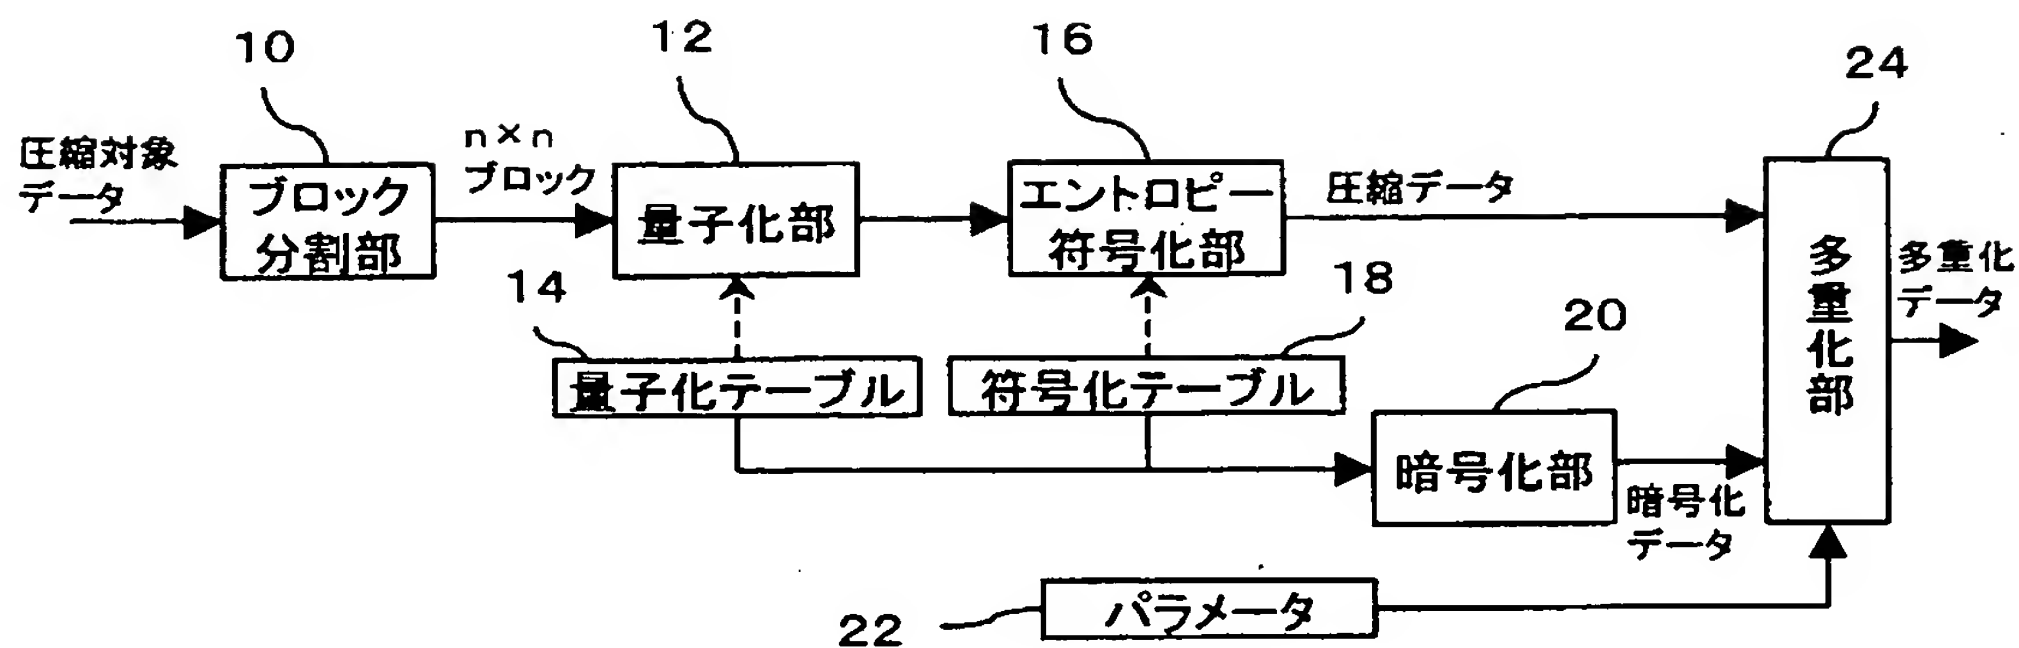 10
12
16
24
圧縮対象
データ
n×n
ブロック
ブロック
分割部
量子化部
エントロピー
符号化部
圧縮データ
多重化部
多重化
データ
14
18
20
量子化テーブル
符号化テーブル
暗号化部
暗号化
データ
22
パラメータ